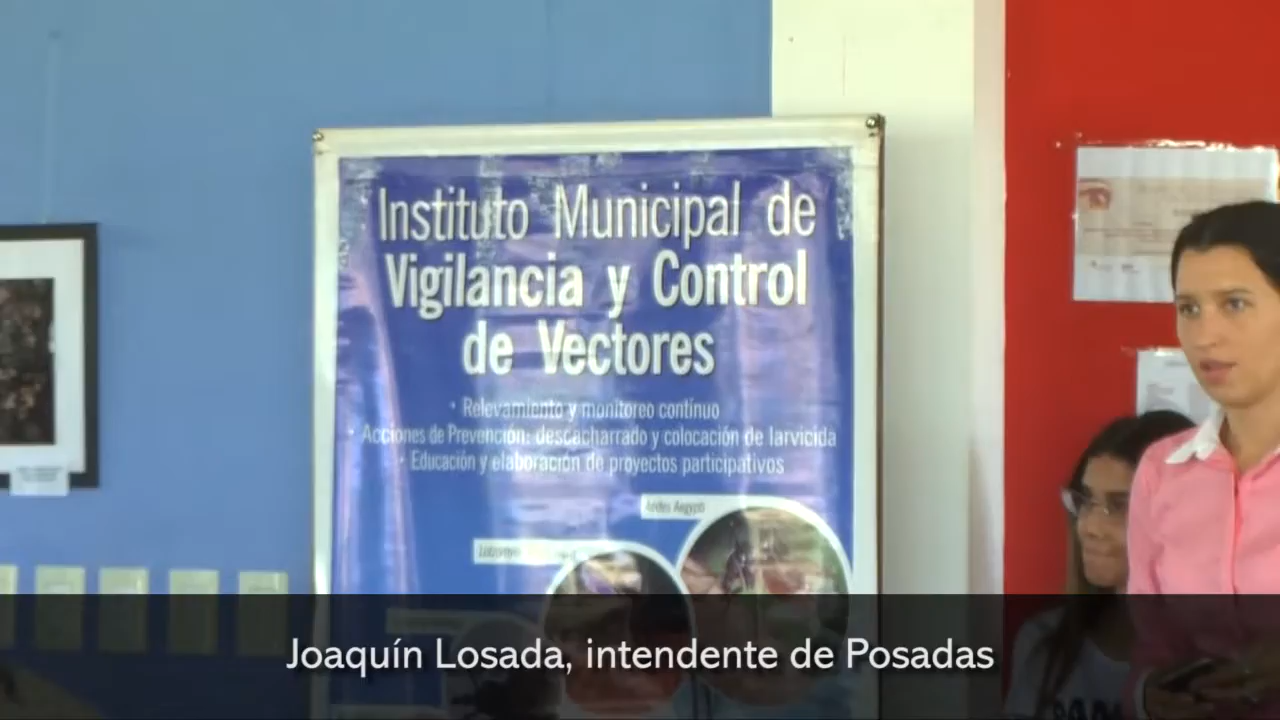 Instituto Municipal de
Vigilancia y Control
de Vectores
· Relevamiento y monitoreo contínuo
· Acciones de Prevención: descacharrado y colocación de larvicida
· Educación y elaboración de proyectos participativos
Aedes Aegypti
Joaquín Losada, intendente de Posadas